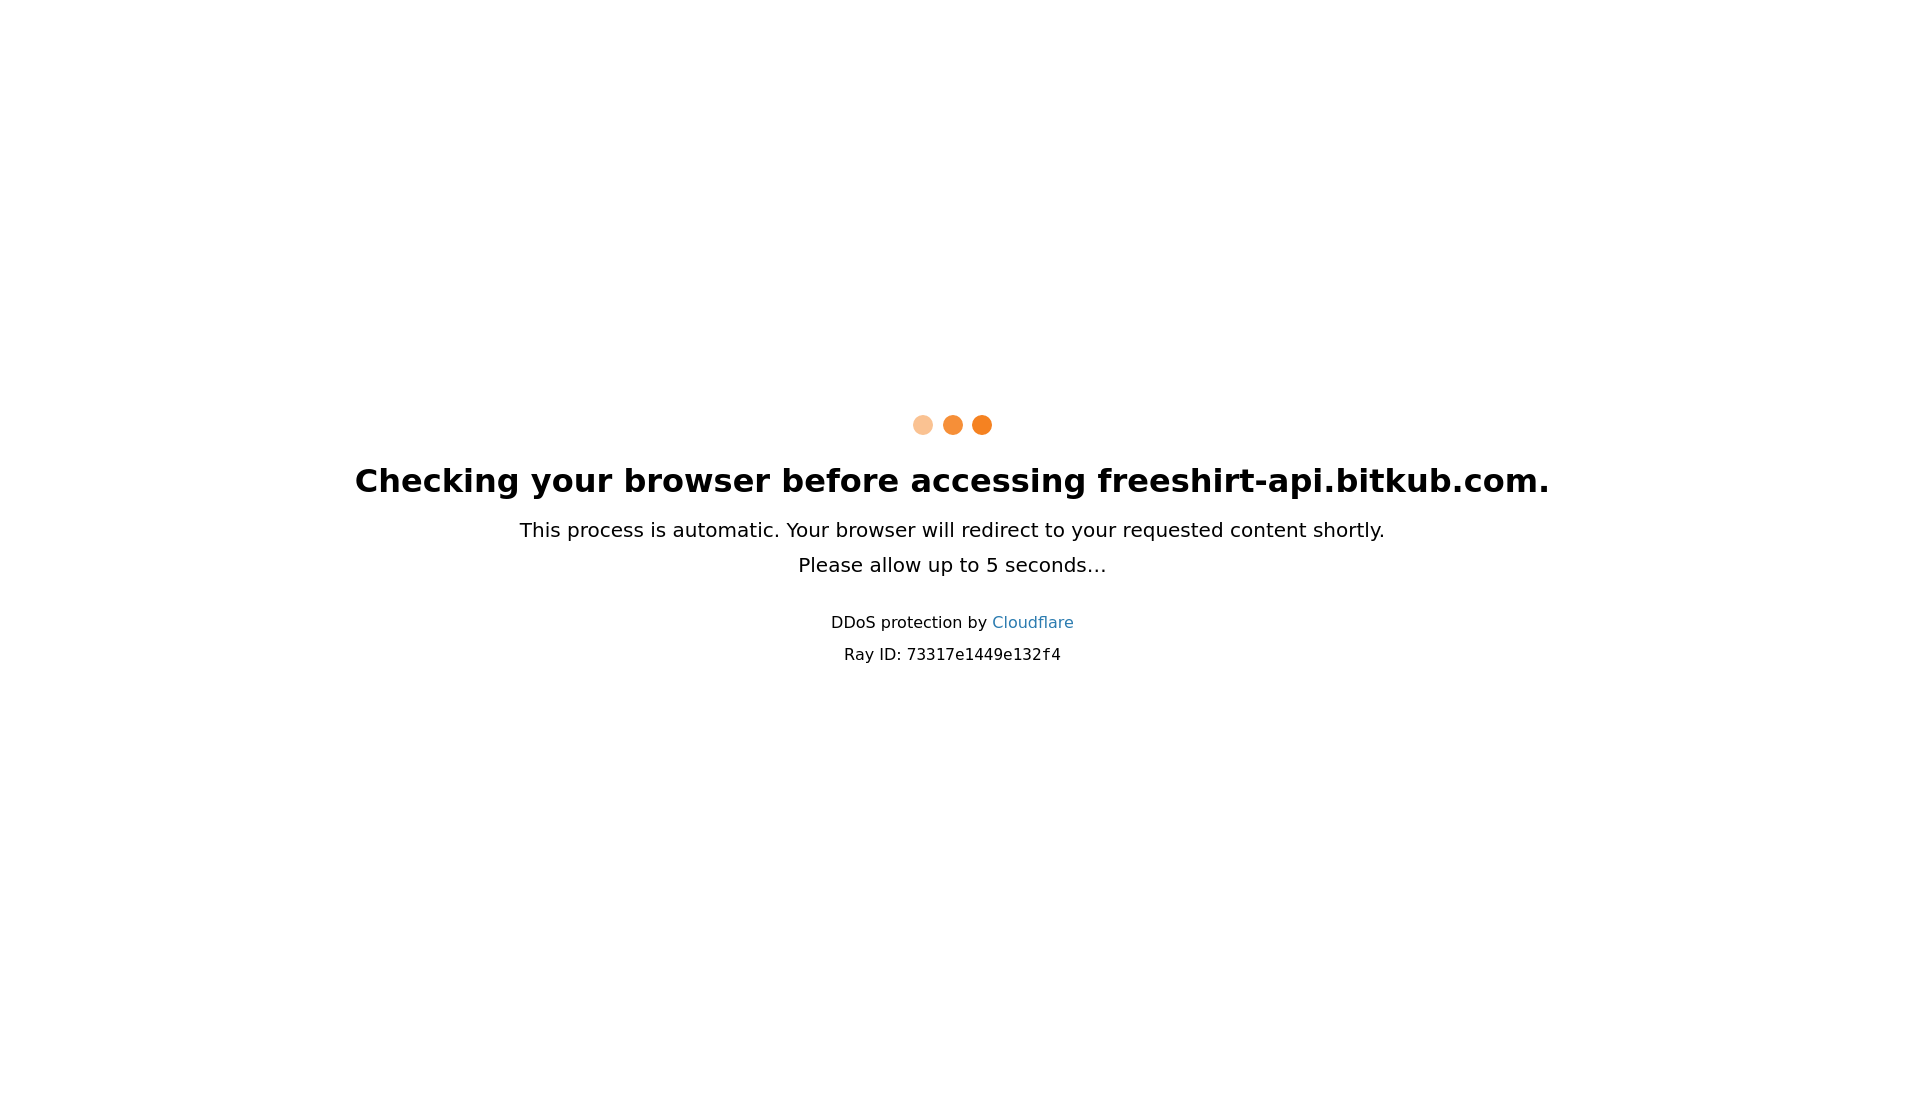 Checking your browser before accessing freeshirt-api.bitkub.com.
This process is automatic. Your browser will redirect to your requested content shortly.
Please allow up to 5 seconds…
DDoS protection by Cloudflare
Ray ID: 73317e1449e132f4